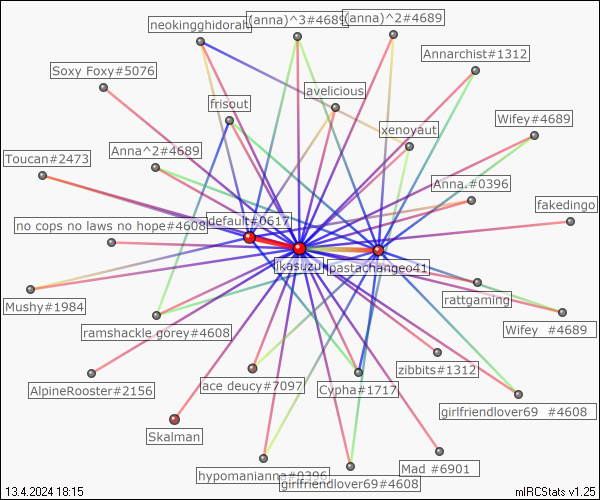 neokingghidorah
(anna)^3#4689
(anna)^2#4689
Annarchist#1312
Soxy Foxy#5076
avelicious
frisout
xenoyaut
Wifey#4689
Toucan#2473
Anna^2#4689
Anna.#0396
fakedingo
no cops no laws no hope#4608
default#0617
ikasuzu
pastachangeo41
Mushy#1984
rattgaming
ramshackle gorey#4608
Wifey #4689
zibbits#1312
AlpineRooster#2156
ace deucy#7097
Cypha#1717
girlfriendlover69 #4608
Skalman
hypomanianna#0396
girlfriendlover69#4608
Mad #6901
13.4.2024 18:15
mIRCStats v1.25